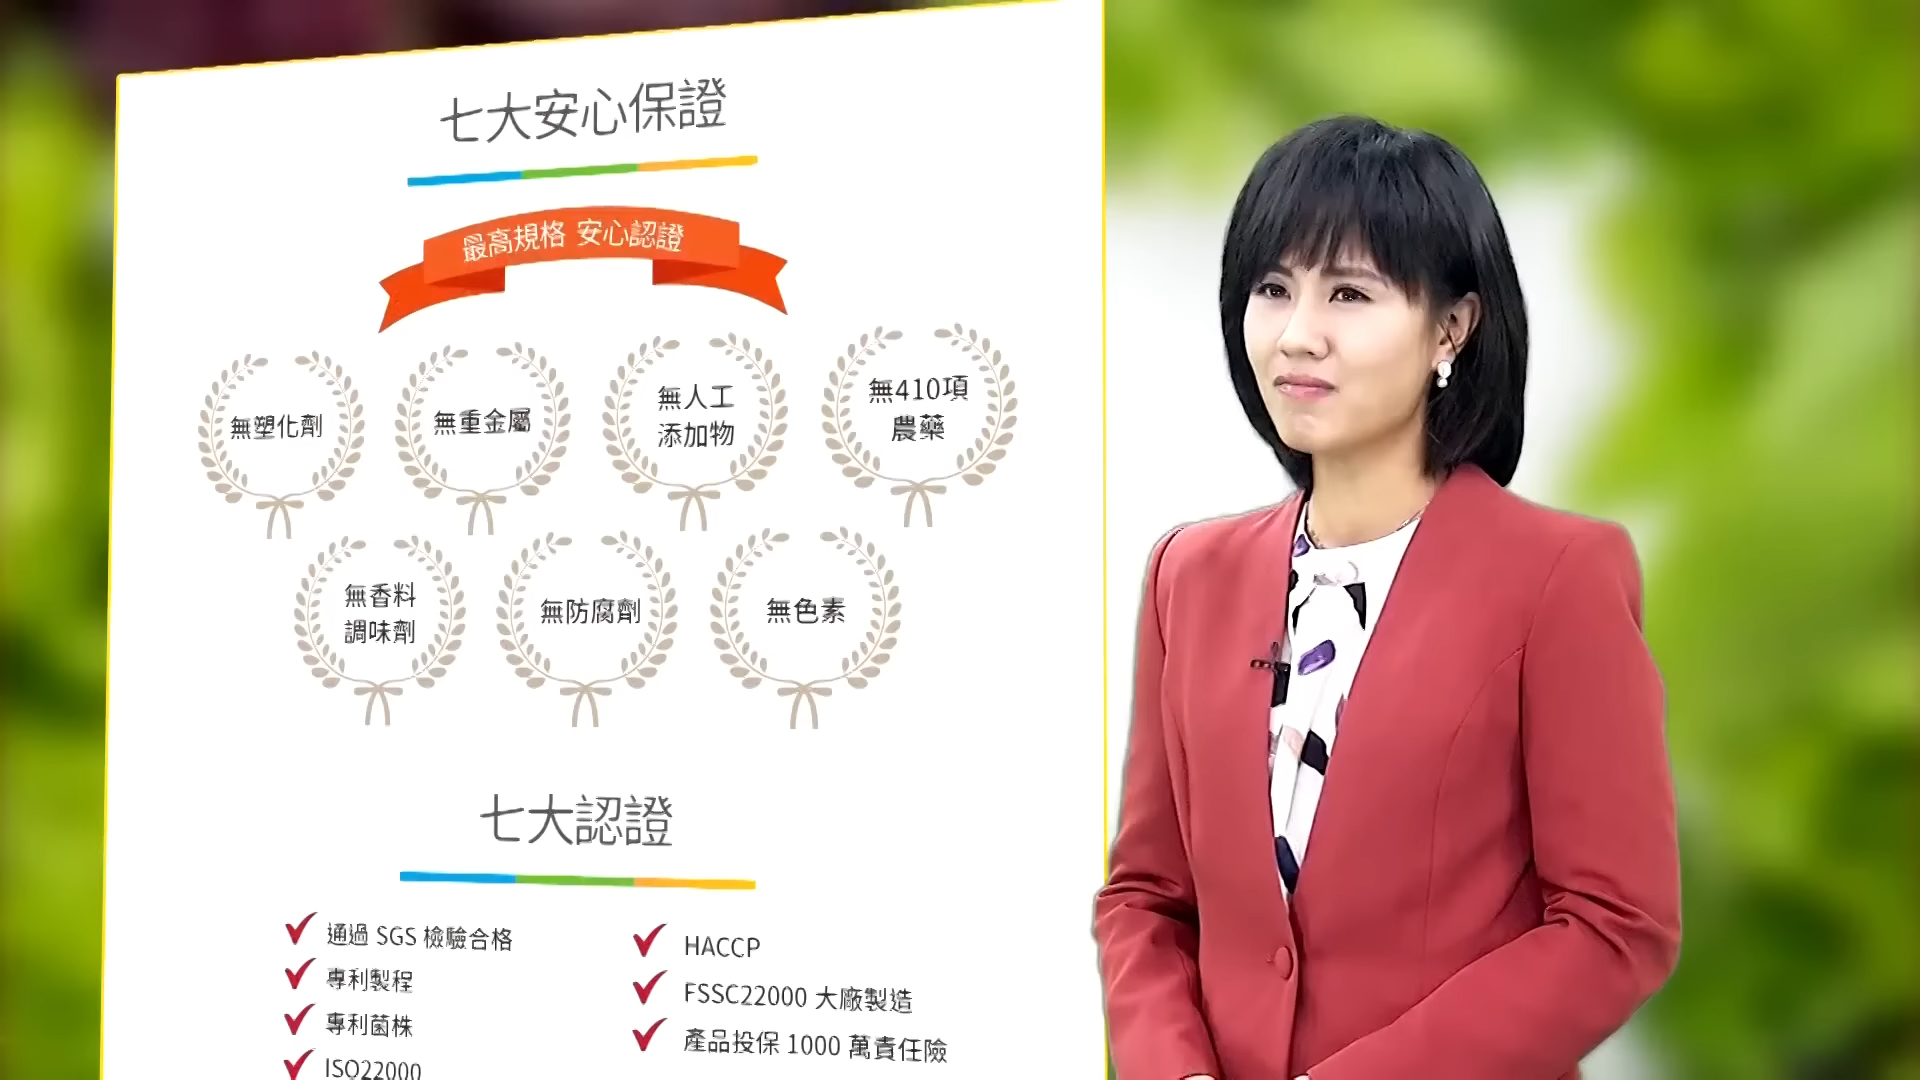 七大安心保證
最高規格 安心認證
無塑化劑
無重金屬
無人工
添加物
無410項
農藥
無香料
調味劑
無防腐劑
無色素
七大認證
通過 SGS 檢驗合格
專利製程
專利菌株
ISO22000
HACCP
FSSC22000 大廠製造
產品投保 1000 萬責任險